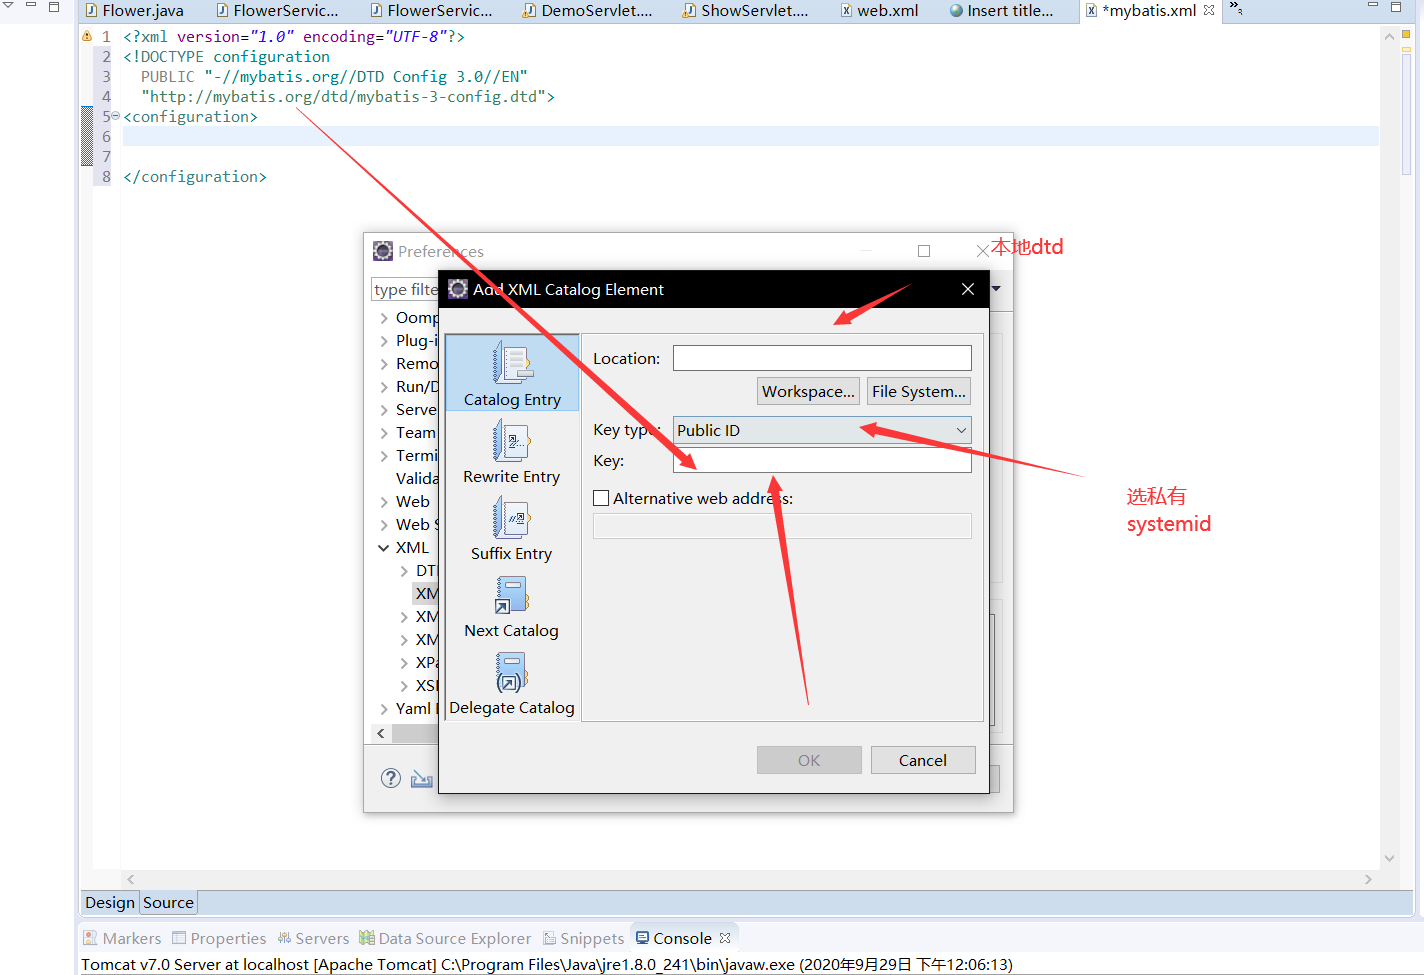 Flower.java
FlowerServic...
FlowerServic...
DemoServlet....
ShowServlet....
web.xml
Insert title...
*mybatis.xml
»5
1 <?xml version="1.0" encoding="UTF-8"?>
2 <!DOCTYPE configuration
3 PUBLIC "-//mybatis.org//DTD Config 3.0//EN"
4 "http://mybatis.org/dtd/mybatis-3-config.dtd">
5 <configuration>
6
7
8 </configuration>
Preferences
本地dtd
type filte
Add XML Catalog Element
Oomp
Plug-i
Remo
Run/D
Serve
Team
Termi
Valida
Web
Web S
XML
DTI
XM
XM
XM
XPa
XSI
Yaml E
Catalog Entry
Rewrite Entry
Suffix Entry
Next Catalog
Delegate Catalog
Location:
Workspace...
File System...
Key type:
Public ID
Key:
Alternative web address:
选私有
systemid
OK
Cancel
Design
Source
Markers
Properties
Servers
Data Source Explorer
Snippets
Console
Tomcat v7.0 Server at localhost [Apache Tomcat] C:\Program Files\Java\jre1.8.0_241\bin\javaw.exe (2020年9月29日 下午12:06:13)